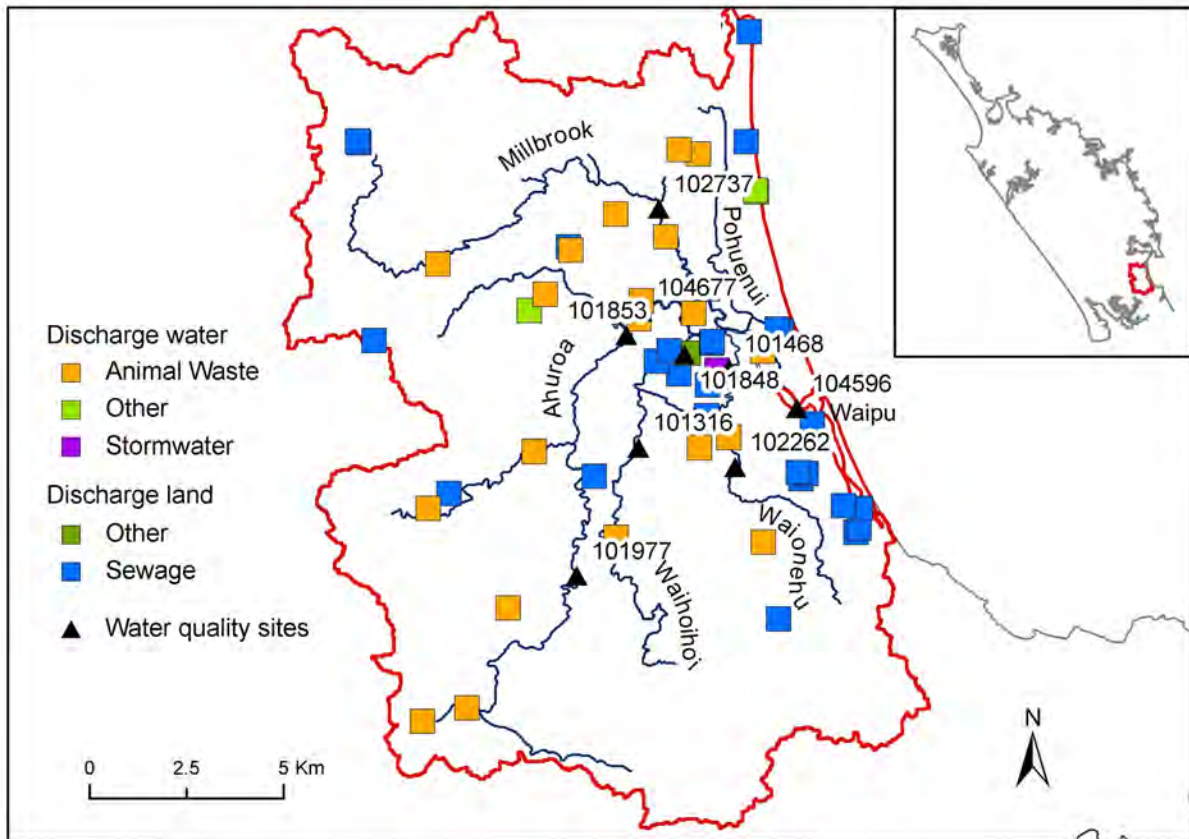 Millbrook
102737
Pohuenui
104677
101853
101468
Discharge water
Animal Waste
Other
Stormwater
Discharge land
Other
Sewage
Water quality sites
Ahuroa
101848
104596
Waipu
101316
102262
Waionehu
101977
Waihoihoi
0 2.5 5 Km
N